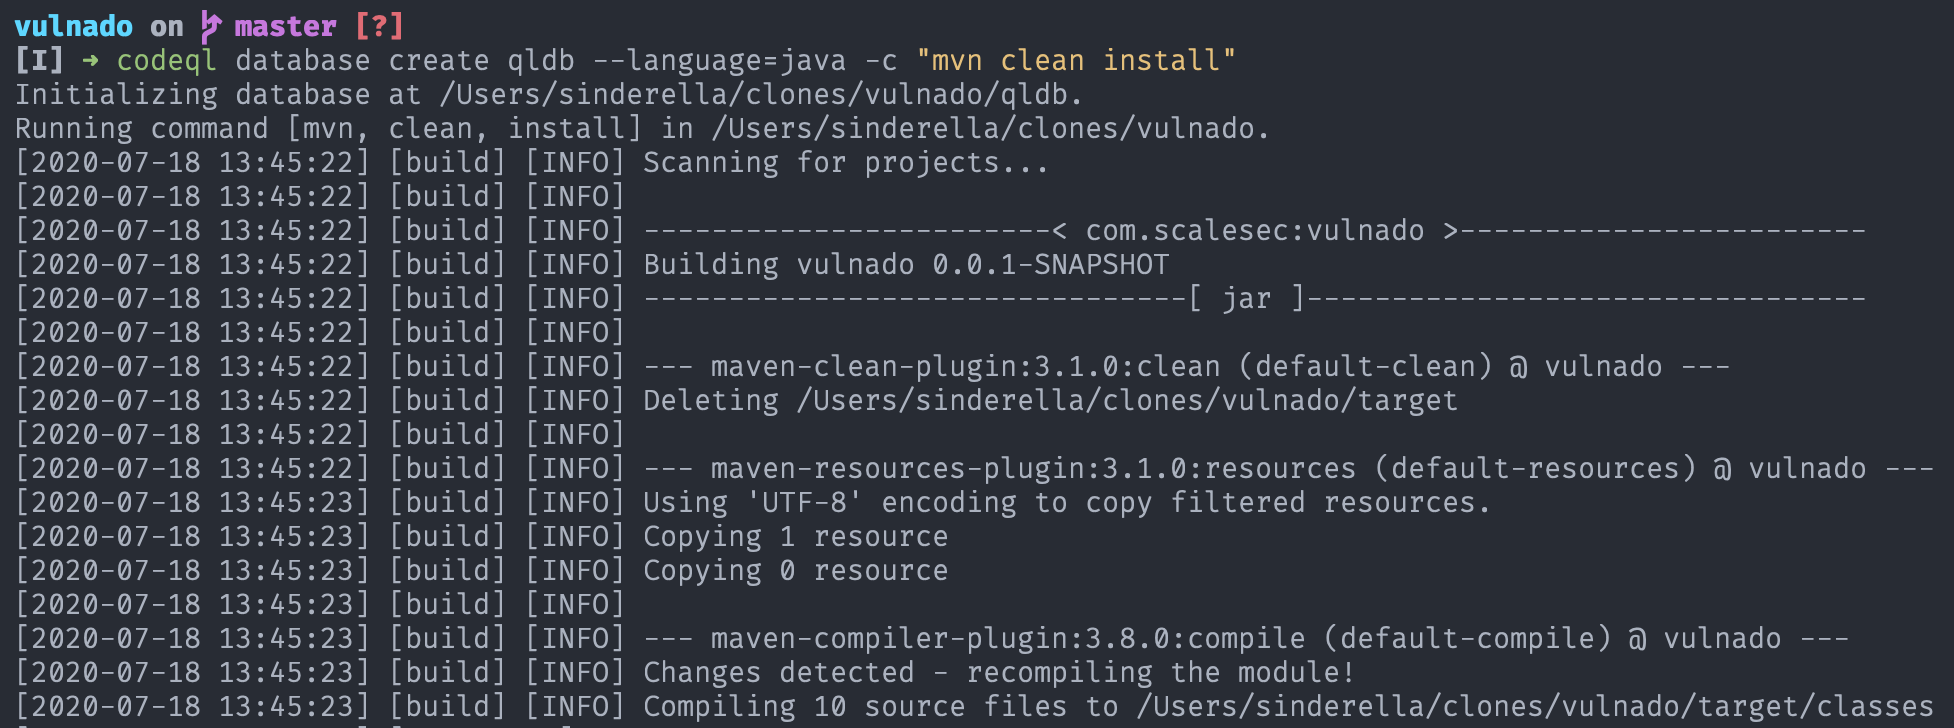 vulnado on master [?]
[I] ➜ codeql database create qldb --language=java -c "mvn clean install"
Initializing database at /Users/sinderella/clones/vulnado/qldb.
Running command [mvn, clean, install] in /Users/sinderella/clones/vulnado.
[2020-07-18 13:45:22] [build] [INFO] Scanning for projects...
[2020-07-18 13:45:22] [build] [INFO]
[2020-07-18 13:45:22] [build] [INFO] ------------------------< com.scalesec:vulnado >------------------------
[2020-07-18 13:45:22] [build] [INFO] Building vulnado 0.0.1-SNAPSHOT
[2020-07-18 13:45:22] [build] [INFO] --------------------------------[ jar ]---------------------------------
[2020-07-18 13:45:22] [build] [INFO]
[2020-07-18 13:45:22] [build] [INFO] --- maven-clean-plugin:3.1.0:clean (default-clean) @ vulnado ---
[2020-07-18 13:45:22] [build] [INFO] Deleting /Users/sinderella/clones/vulnado/target
[2020-07-18 13:45:22] [build] [INFO]
[2020-07-18 13:45:22] [build] [INFO] --- maven-resources-plugin:3.1.0:resources (default-resources) @ vulnado ---
[2020-07-18 13:45:23] [build] [INFO] Using 'UTF-8' encoding to copy filtered resources.
[2020-07-18 13:45:23] [build] [INFO] Copying 1 resource
[2020-07-18 13:45:23] [build] [INFO] Copying 0 resource
[2020-07-18 13:45:23] [build] [INFO]
[2020-07-18 13:45:23] [build] [INFO] --- maven-compiler-plugin:3.8.0:compile (default-compile) @ vulnado ---
[2020-07-18 13:45:23] [build] [INFO] Changes detected - recompiling the module!
[2020-07-18 13:45:23] [build] [INFO] Compiling 10 source files to /Users/sinderella/clones/vulnado/target/classes